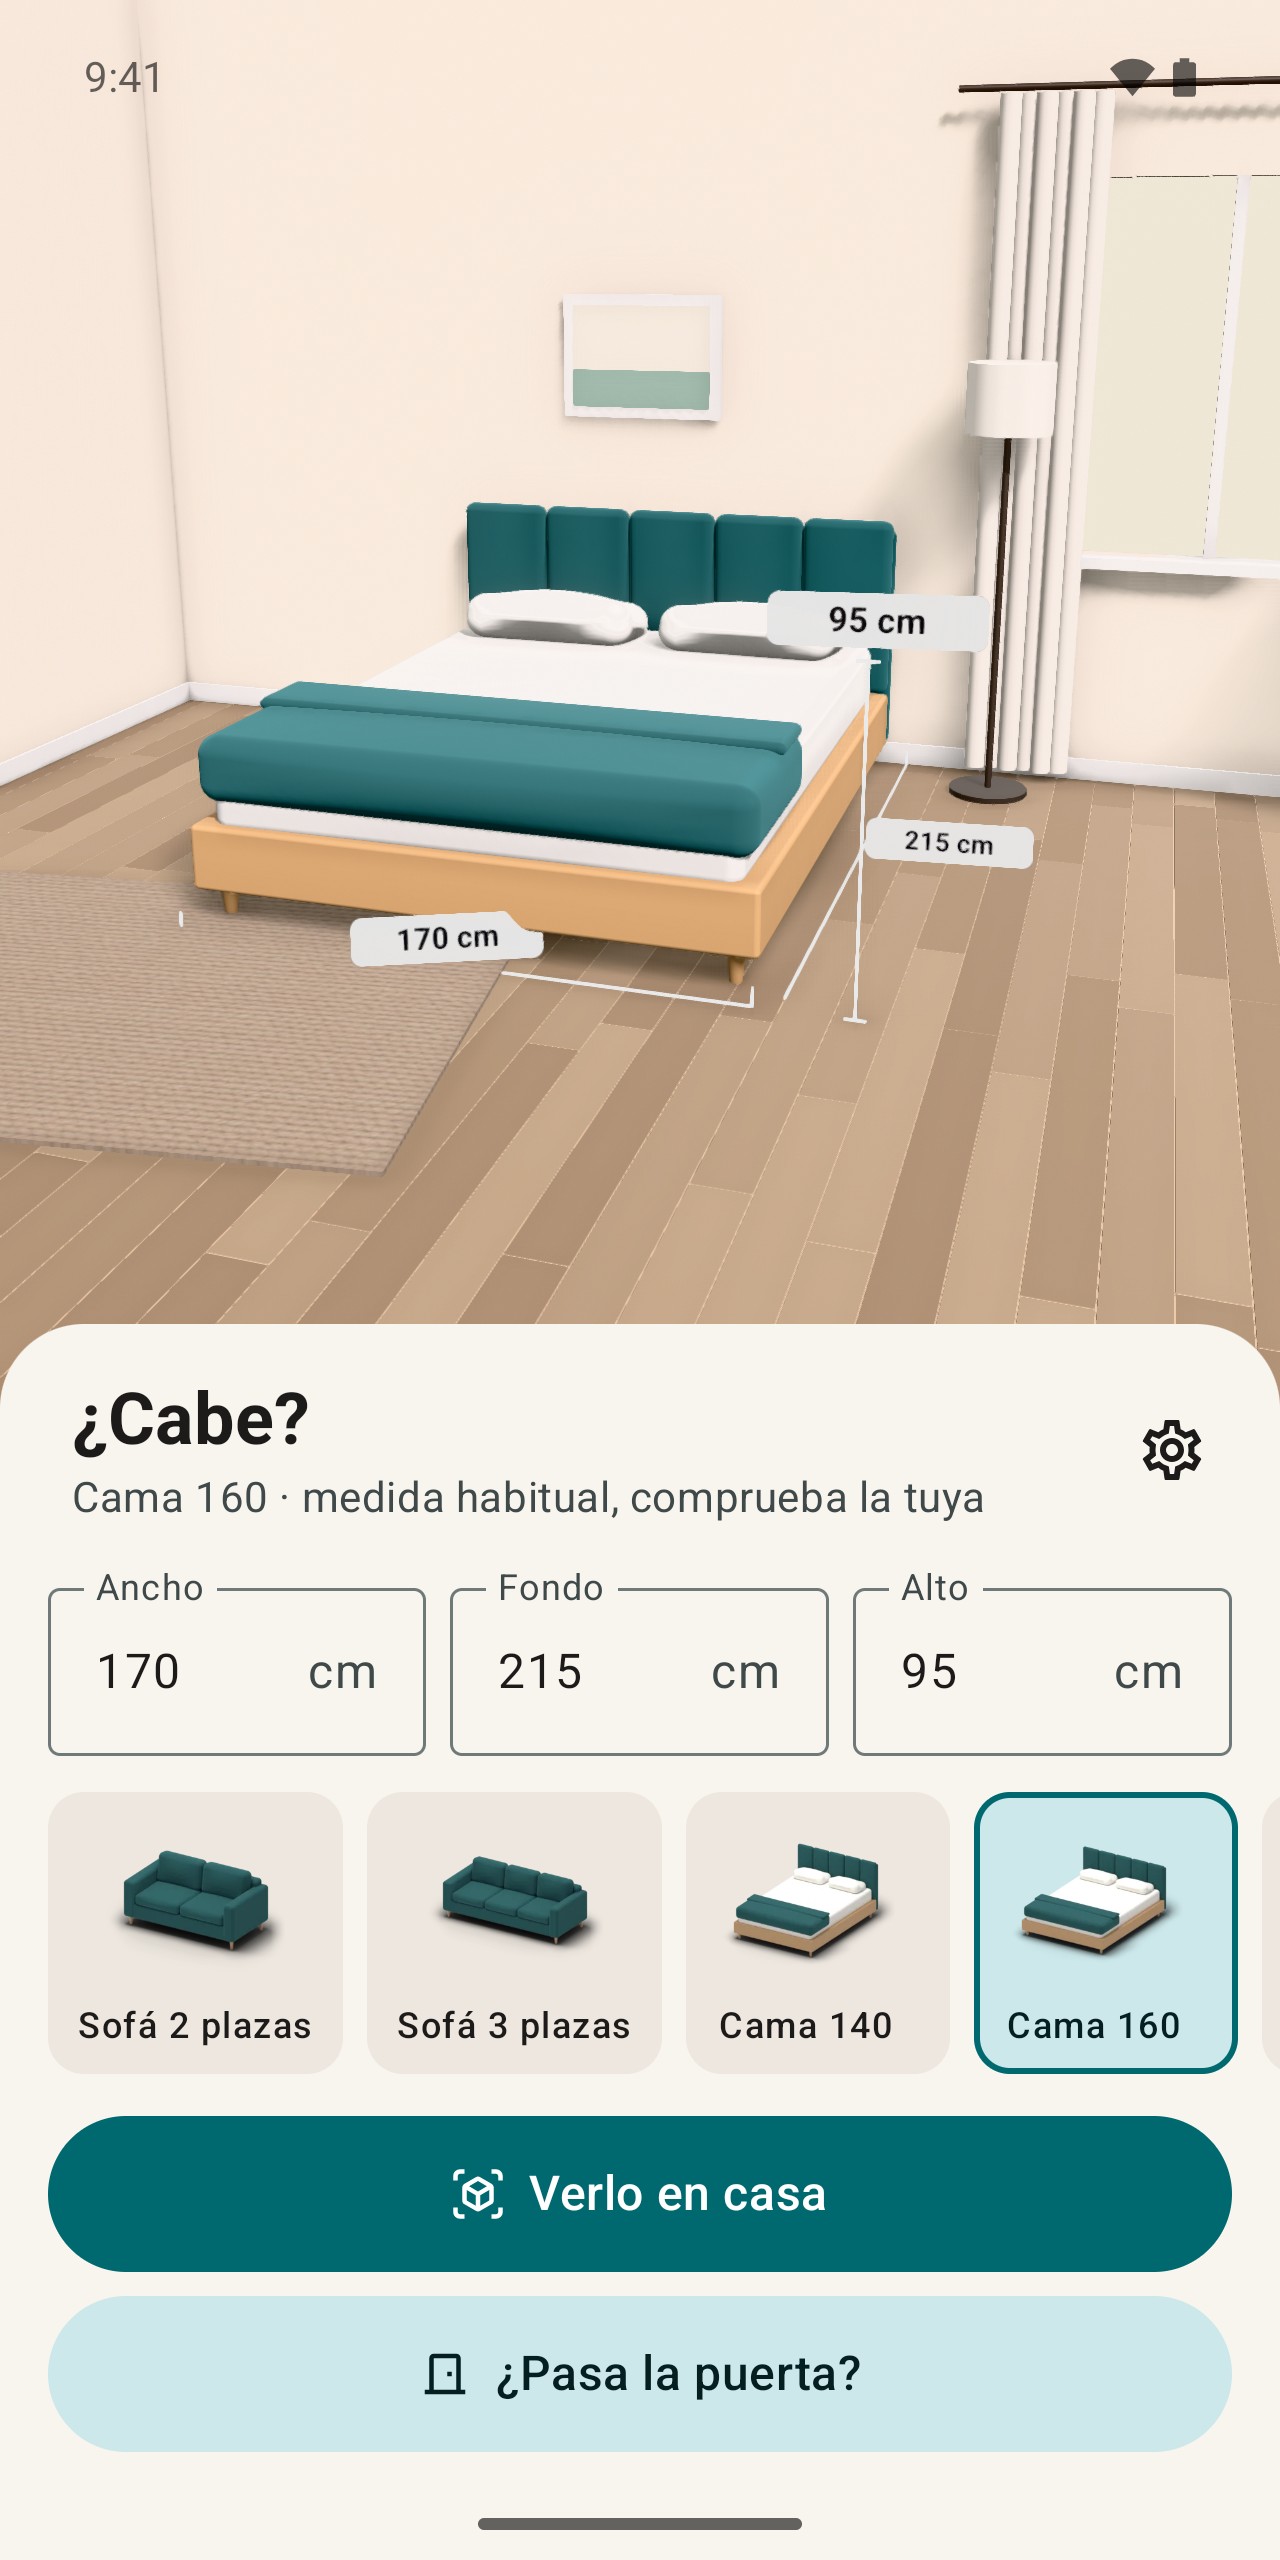 9:41
95 cm
215 cm
170 cm
¿Cabe?
Cama 160 · medida habitual, comprueba la tuya
Ancho
Fondo
Alto
170 cm
215 cm
95 cm
Sofá 2 plazas
Sofá 3 plazas
Cama 140
Cama 160
Verlo en casa
¿Pasa la puerta?